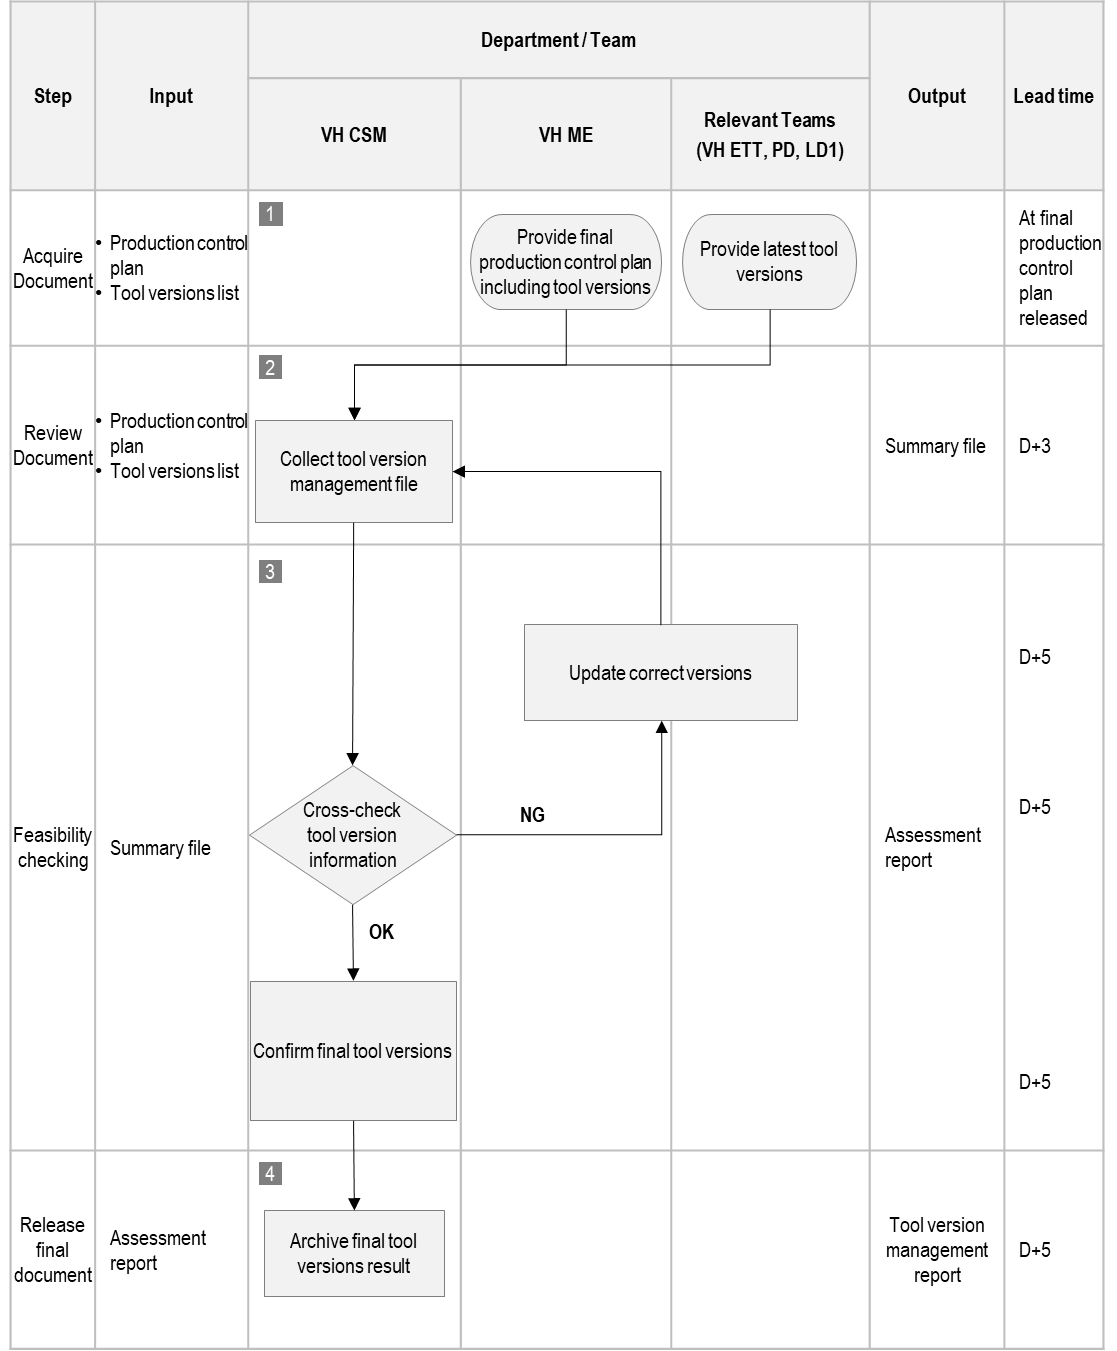 Department / Team
Step
Input
Output
Lead time
VH CSM
VH ME
Relevant Teams
(VH ETT, PD, LD1)
Acquire
Document
• Production control
plan
• Tool versions list
1
Provide final
production control plan
including tool versions
Provide latest tool
versions
At final
production
control
plan
released
Review
Document
• Production control
plan
• Tool versions list
2
Collect tool version
management file
Summary file
D+3
Feasibility
checking
Summary file
3
Update correct versions
Cross-check
tool version
information
NG
OK
Confirm final tool versions
Assessment
report
D+5
D+5
D+5
Release
final
document
Assessment
report
4
Archive final tool
versions result
Tool version
management
report
D+5